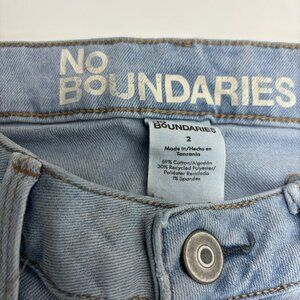 NO
BOUNDARIES
NO
BOUNDARIES
2
Made in/Hecho en
Tanzania
69% Cotton/Algodón
30% Recycled Polyester/
Poliéster Reciclado
1% Spandex